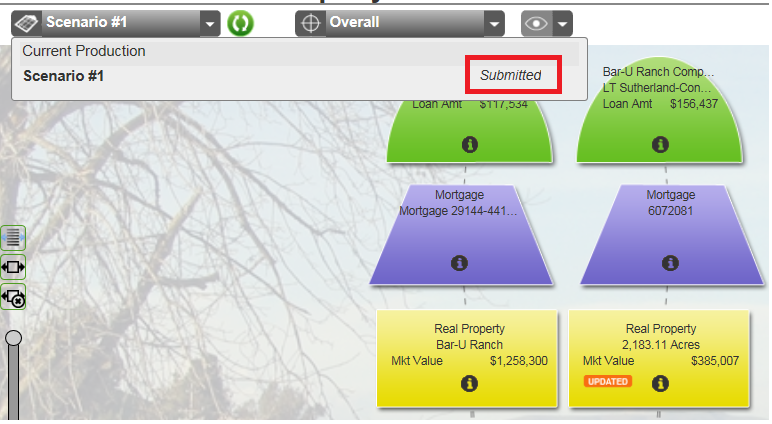 Scenario #1
Overall
Current Production
Scenario #1 Submitted
Loan Amt $117,534
Bar-U Ranch Comp...
LT Sutherland-Con...
Loan Amt $156,437
Mortgage
Mortgage 29144-441...
Mortgage
6072081
Real Property
Bar-U Ranch
Mkt Value $1,258,300
Real Property
2,183.11 Acres
Mkt Value $385,007
UPDATED